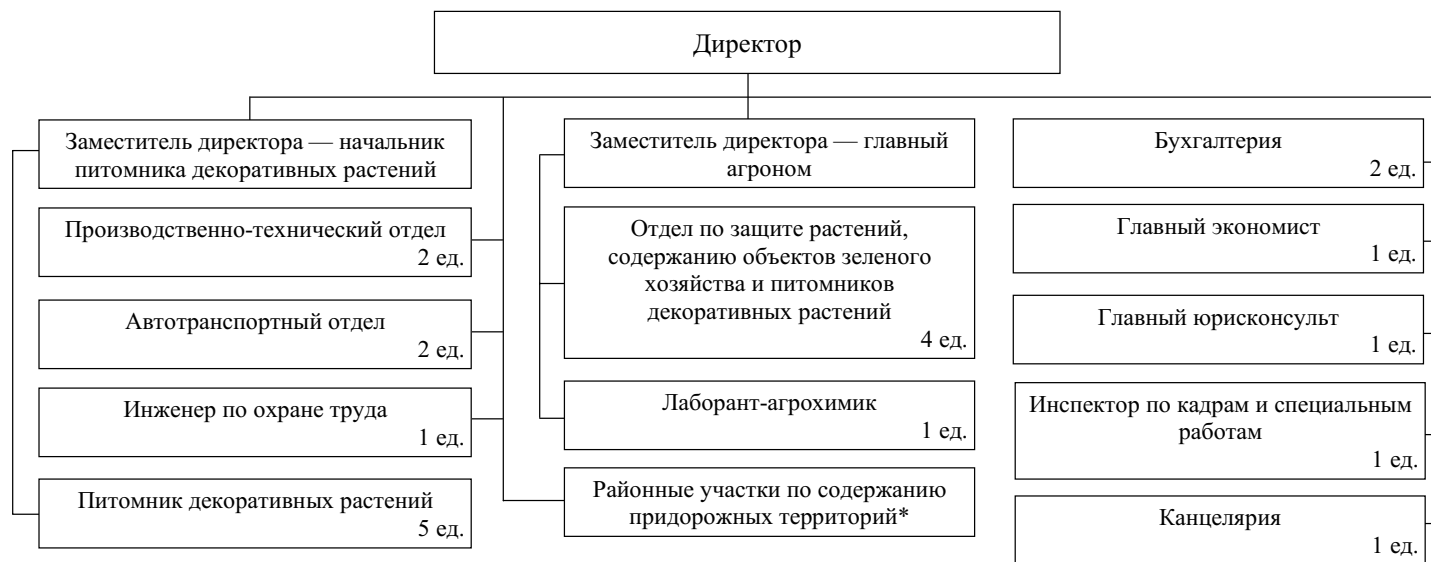 Директор
Заместитель директора — начальник
питомника декоративных растений
Производственно-технический отдел
2 ед.
Автотранспортный отдел
2 ед.
Инженер по охране труда
1 ед.
Питомник декоративных растений
5 ед.
Заместитель директора — главный
агроном
Отдел по защите растений,
содержанию объектов зеленого
хозяйства и питомников
декоративных растений
4 ед.
Лаборант-агрохимик
1 ед.
Районные участки по содержанию
придорожных территорий*
Бухгалтерия
2 ед.
Главный экономист
1 ед.
Главный юрисконсульт
1 ед.
Инспектор по кадрам и специальным
работам
1 ед.
Канцелярия
1 ед.